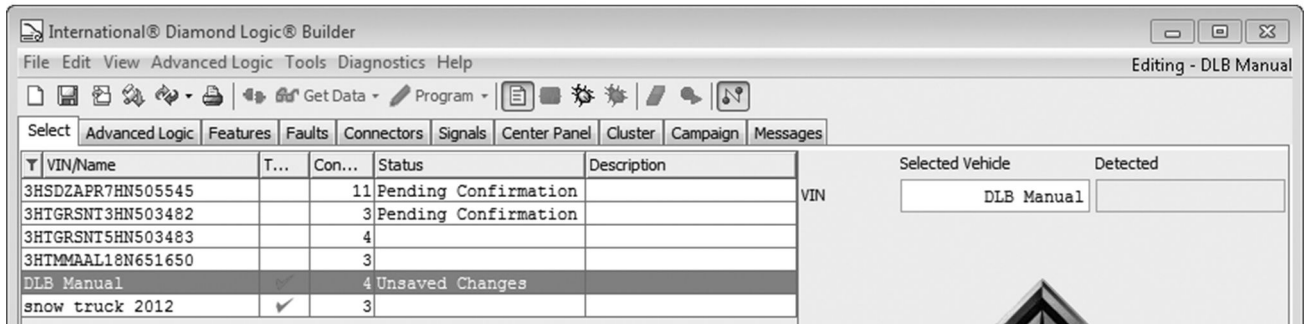 International® Diamond Logic® Builder
File Edit View Advanced Logic Tools Diagnostics Help
Editing - DLB Manual
Get Data Program
Select Advanced Logic Features Faults Connectors Signals Center Panel Cluster Campaign Messages
VIN/Name T... Con... Status Description
3HSDZAPR7HN505545 11 Pending Confirmation
3HTGRSNT3HN503482 3 Pending Confirmation
3HTGRSNT5HN503483 4
3HTMMAAL18N651650 3
DLB Manual 4 Unsaved Changes
snow truck 2012 3
Selected Vehicle Detected
VIN DLB Manual